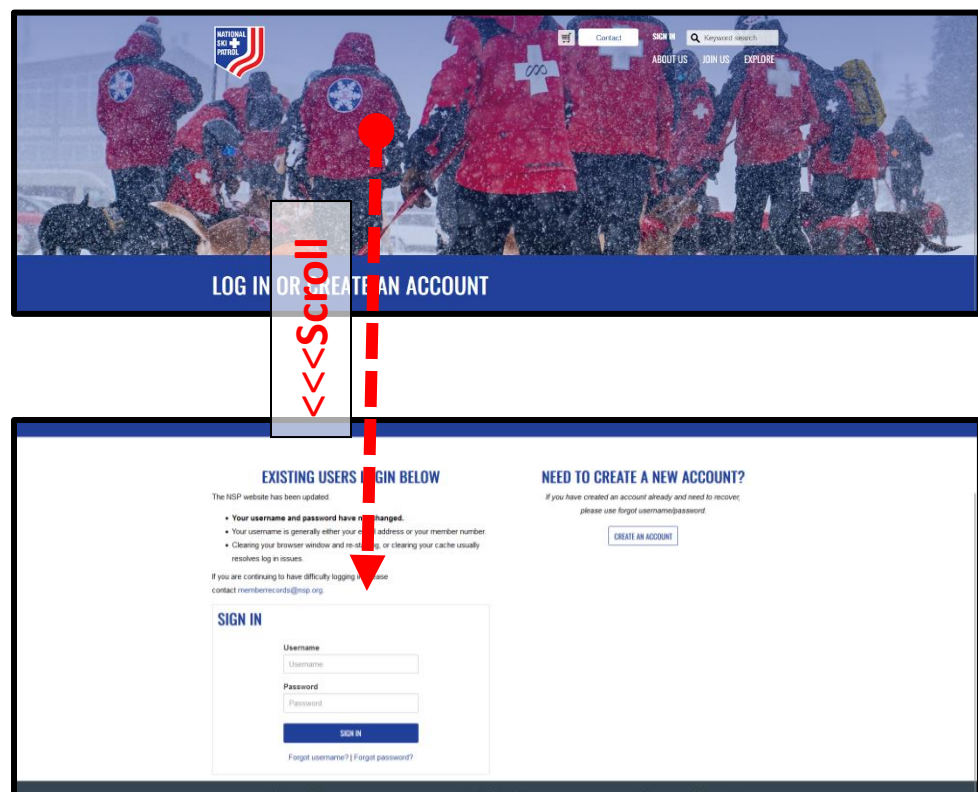 NATIONAL
SKI
PATROL
Contact
SIGN IN
Keyword search
ABOUT US JOIN US EXPLORE
LOG IN OR CREATE AN ACCOUNT
<<<Scroll
EXISTING USERS LOGIN BELOW
The NSP website has been updated.
• Your username and password have not changed.
• Your username is generally either your email address or your member number.
• Clearing your browser window and re-starting, or clearing your cache usually
resolves log in issues.
If you are continuing to have difficulty logging in, please
contact memberrecords@nsp.org.
SIGN IN
Username
Username
Password
Password
SIGN IN
Forgot username? | Forgot password?
NEED TO CREATE A NEW ACCOUNT?
If you have created an account already and need to recover,
please use forgot username/password.
CREATE AN ACCOUNT